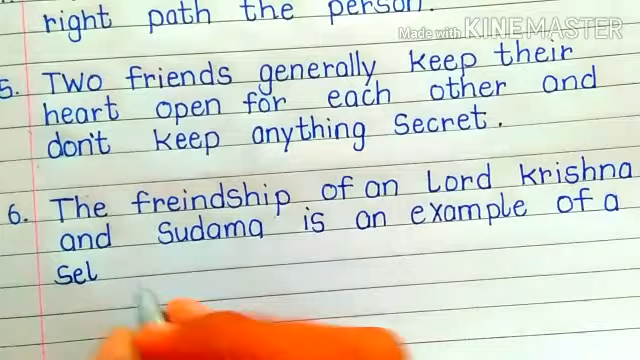 right path the person.
Made with KINEMASTER
5. Two friends generally keep their
heart open for each other and
don't keep anything secret.
6. The freindship of an Lord Krishna
and Sudama is an example of a
Sel